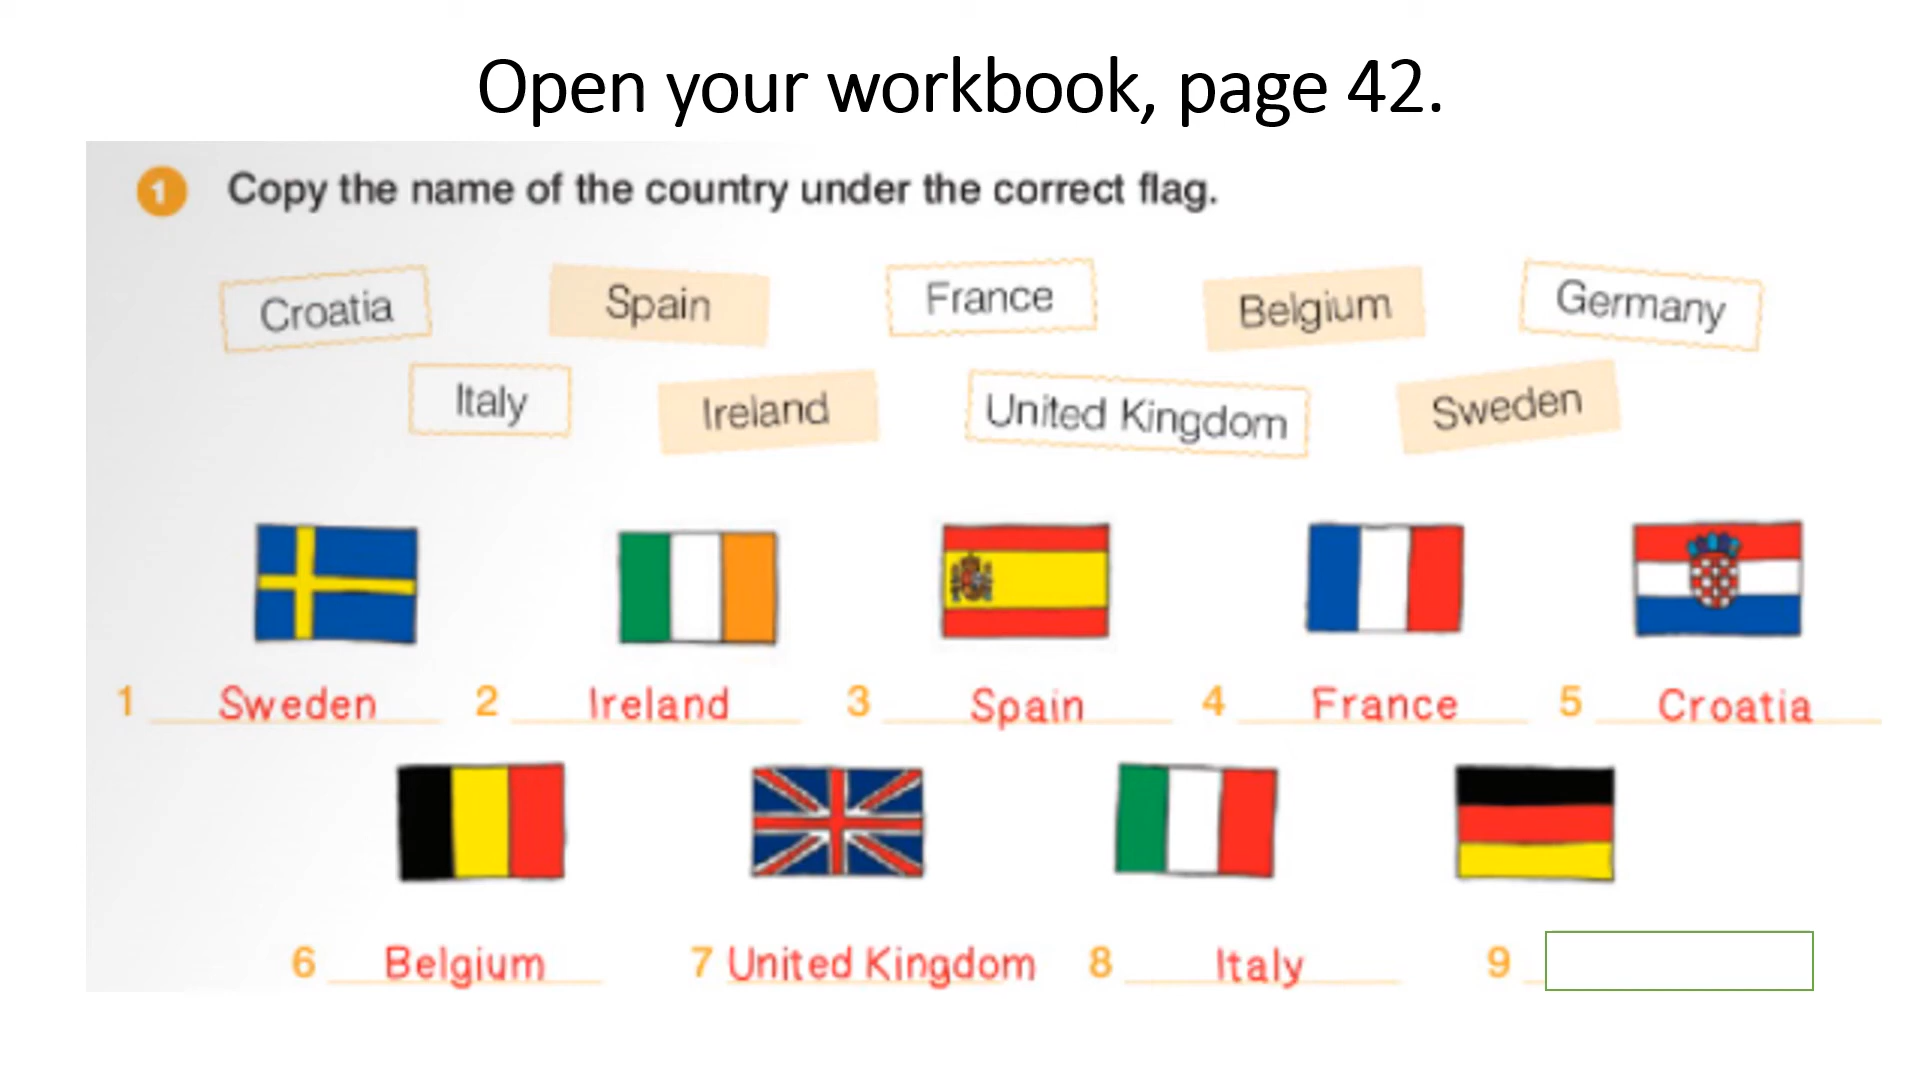 Open your workbook, page 42.
1 Copy the name of the country under the correct flag.
Croatia Spain France Belgium Germany
Italy Ireland United Kingdom Sweden
1 Sweden 2 Ireland 3 Spain 4 France 5 Croatia
6 Belgium 7 United Kingdom 8 Italy 9